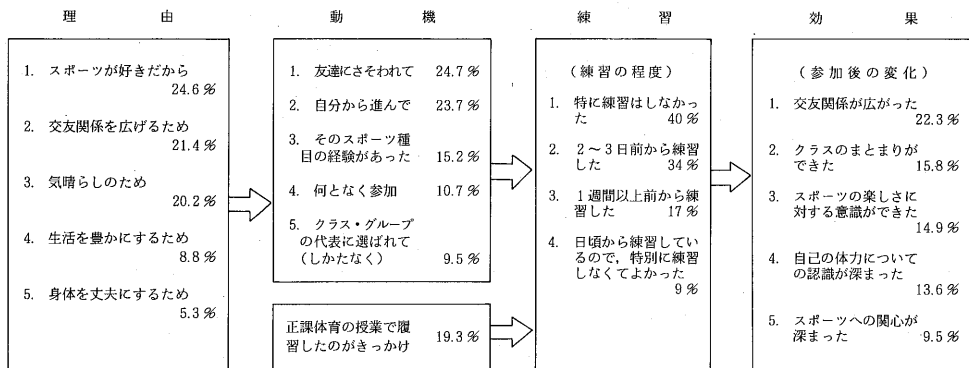 理由
1. スポーツが好きだから
24.6%
2. 交友関係を広げるため
21.4%
3. 気晴らしのため
20.2%
4. 生活を豊かにするため
8.8%
5. 身体を丈夫にするため
5.3%
動機
1. 友達にさそわれて 24.7%
2. 自分から進んで 23.7%
3. そのスポーツ種
目の経験があった 15.2%
4. 何となく参加 10.7%
5. クラス・グループ
の代表に選ばれて
(しかたなく) 9.5%
正課体育の授業で履
習したのがきっかけ 19.3%
練習
(練習の程度)
1. 特に練習はしなかっ
た 40%
2. 2~3日前から練習
した 34%
3. 1週間以上前から練
習した 17%
4. 日頃から練習してい
るので,特別に練習
しなくてよかった
9%
効果
(参加後の変化)
1. 交友関係が広がった
22.3%
2. クラスのまとまりが
できた 15.8%
3. スポーツの楽しさに
対する意識ができた
14.9%
4. 自己の体力について
の認識が深まった
13.6%
5. スポーツへの関心が
深まった 9.5%